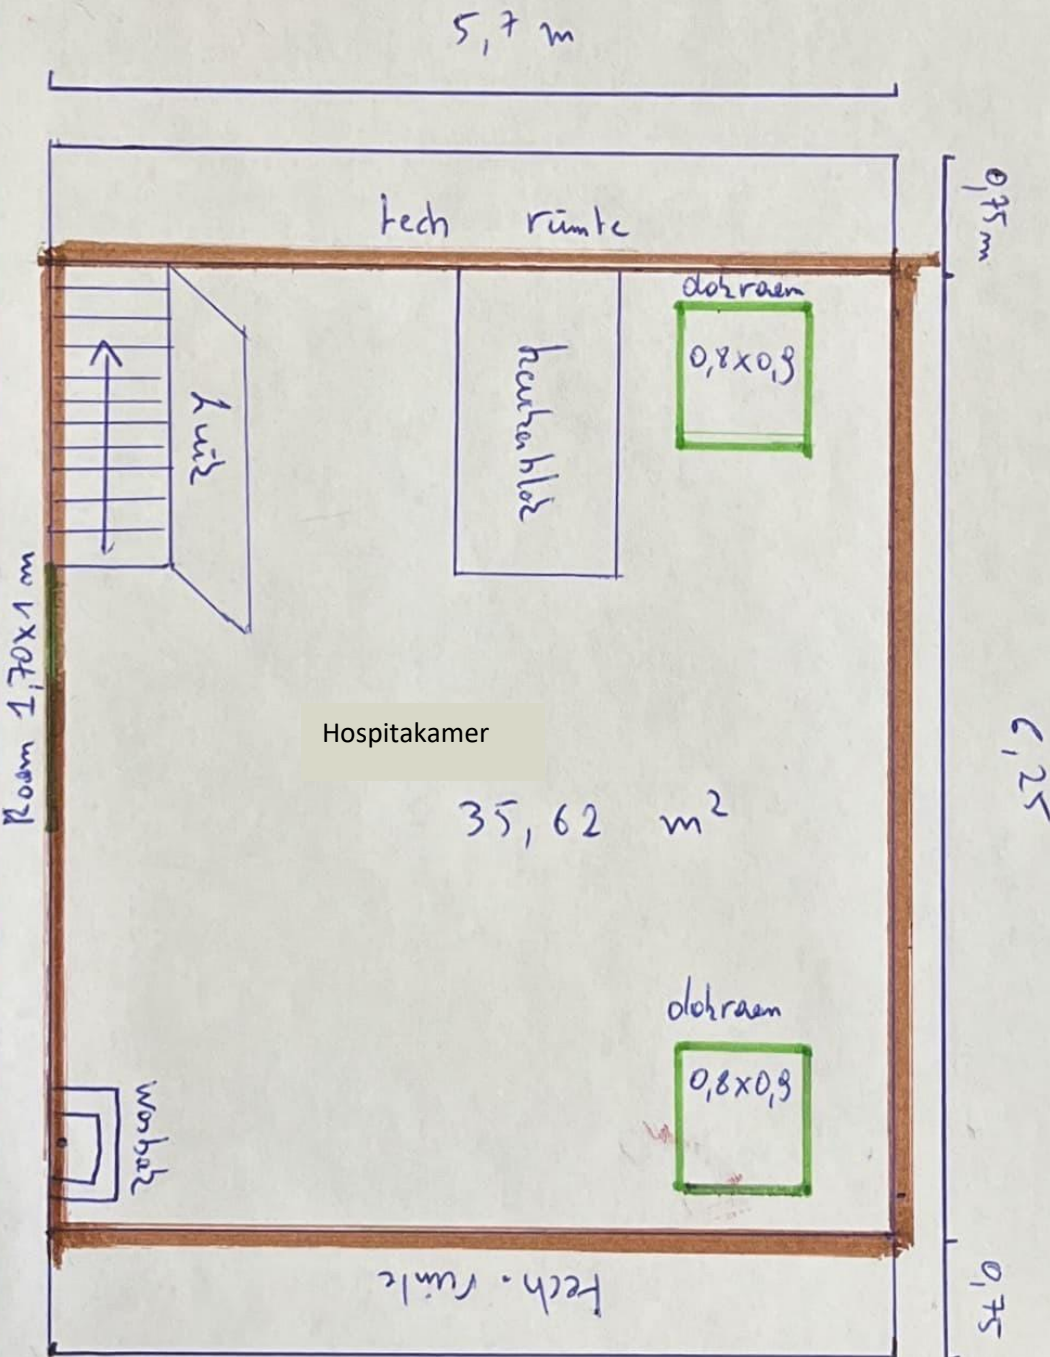 5,7 m
0,75 m
tech rüimte
dakraam
0,8x0,9
Luik
keukenblok
Raam 1,70x1 m
6,25
Hospitakamer
35,62 m²
dakraam
0,8x0,9
Wasbak
0,75
tech. ruimte